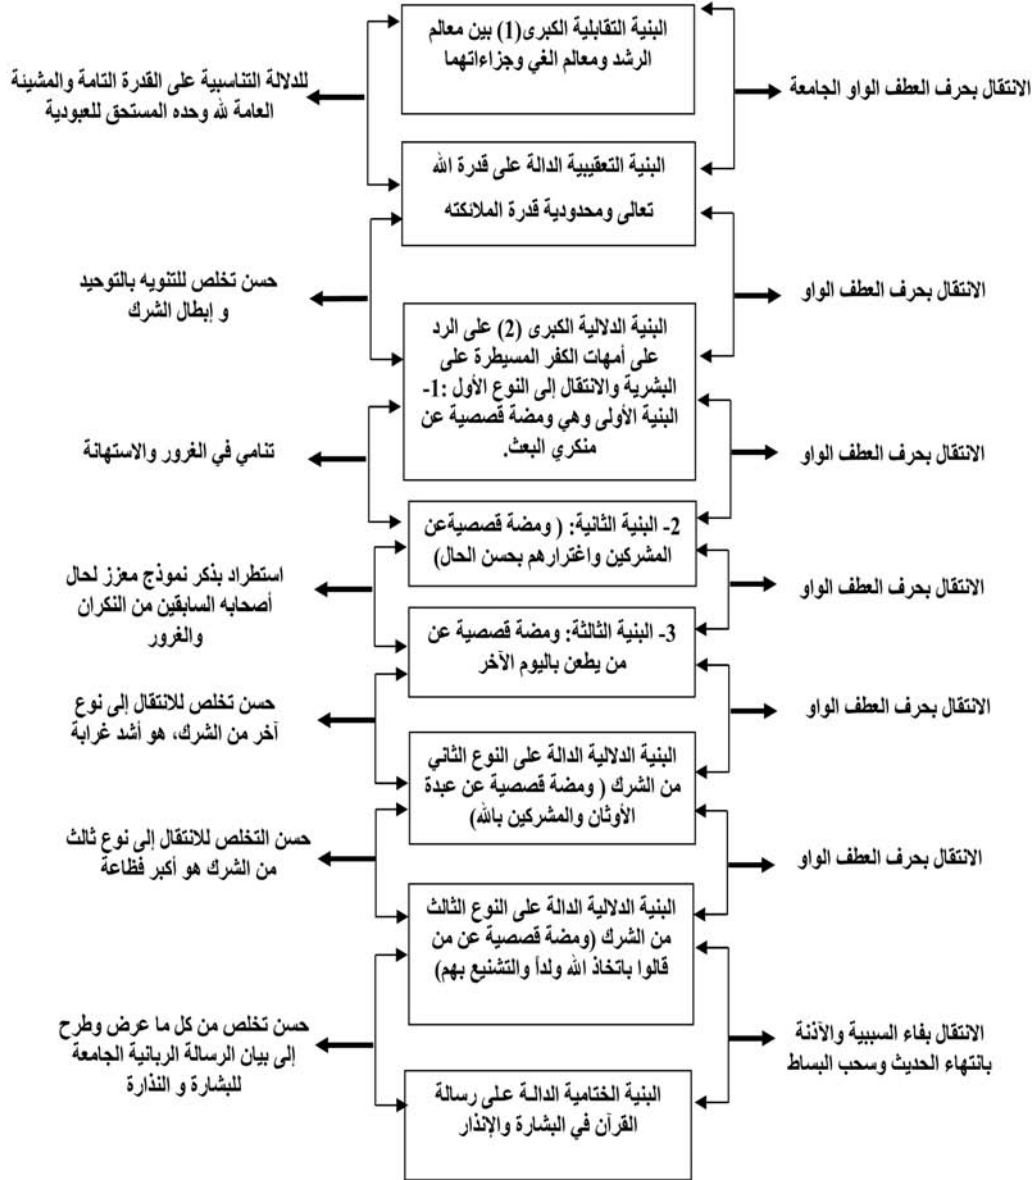 البنية التقابلية الكبرى(1) بين معالم
الرشد ومعالم الغي وجزاءاتهما
الانتقال بحرف العطف الواو الجامعة
للدلالة التناسبية على القدرة التامة والمشيئة
العامة لله وحده المستحق للعبودية
البنية التعقيبية الدالة على قدرة الله
تعالى ومحدودية قدرة الملائكته
الانتقال بحرف العطف الواو
حسن تخلص للتنويه بالتوحيد
و إبطال الشرك
البنية الدلالية الكبرى (2) على الرد
على أمهات الكفر المسيطرة على
البشرية والانتقال إلى النوع الأول :1-
البنية الأولى وهي ومضة قصصية عن
منكري البعث.
الانتقال بحرف العطف الواو
تنامي في الغرور والاستهانة
2- البنية الثانية: ( ومضة قصصيةعن
المشركين واغترارهم بحسن الحال)
الانتقال بحرف العطف الواو
استطراد بذكر نموذج معزز لحال
أصحابه السابقين من النكران
والغرور
3- البنية الثالثة: ومضة قصصية عن
من يطعن باليوم الآخر
الانتقال بحرف العطف الواو
حسن تخلص للانتقال إلى نوع
آخر من الشرك، هو أشد غرابة
البنية الدلالية الدالة على النوع الثاني
من الشرك ( ومضة قصصية عن عبدة
الأوثان والمشركين بالله)
الانتقال بحرف العطف الواو
حسن التخلص للانتقال إلى نوع ثالث
من الشرك هو أكبر فظاعة
البنية الدلالية الدالة على النوع الثالث
من الشرك (ومضة قصصية عن من
قالوا باتخاذ الله ولداً والتشنيع بهم)
الانتقال بفاء السببية والآذنة
بانتهاء الحديث وسحب البساط
حسن تخلص من كل ما عرض وطرح
إلى بيان الرسالة الربانية الجامعة
للبشارة و النذارة
البنية الختامية الدالة على رسالة
القرآن في البشارة والإنذار